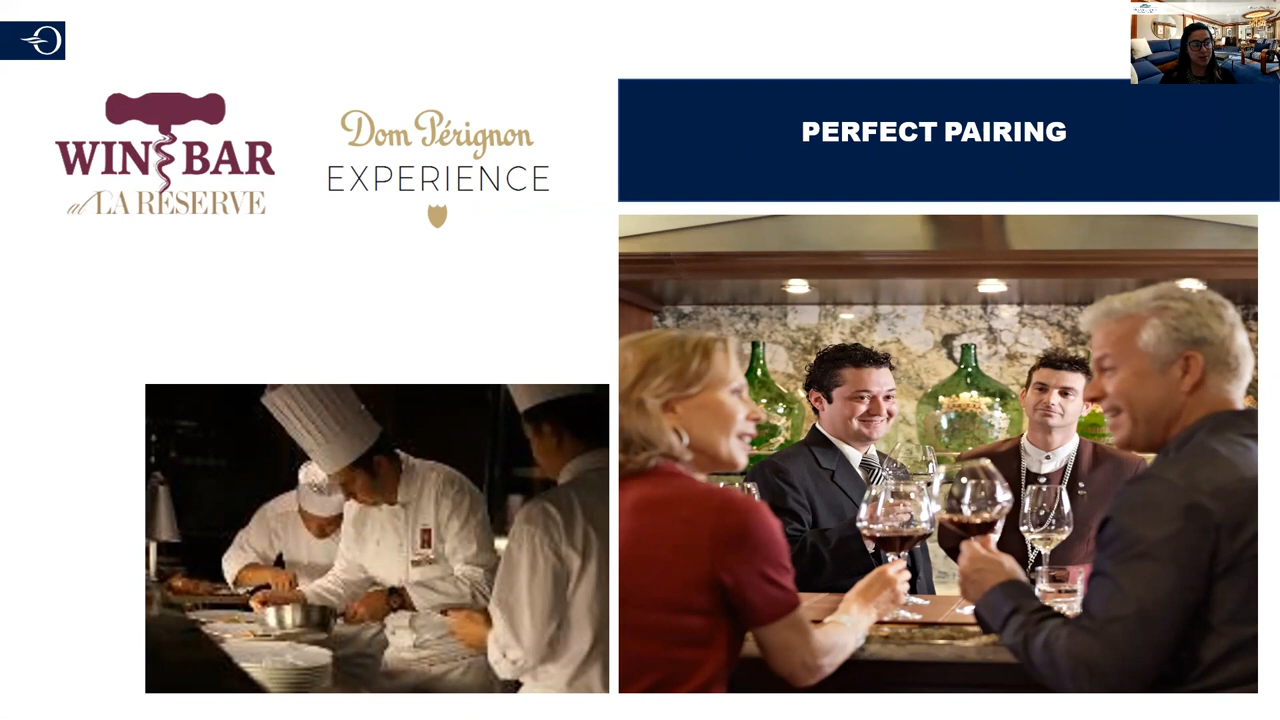 WINE BAR
at LA RESERVE
Dom Pérignon
EXPERIENCE
PERFECT PAIRING